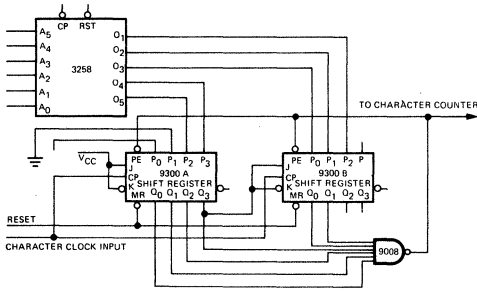 CP RST
A5 O1
A4 O2
A3 3258 O3
A2 O4
A1 O5
A0
TO CHARACTER COUNTER
VCC
PE P0 P1 P2 P3
J 9300 A
CP SHIFT REGISTER
K
MR Q0 Q1 Q2 Q3
PE P0 P1 P2 P
J 9300 B
CP SHIFT REGISTER
K
MR Q0 Q1 Q2 Q3
RESET
CHARACTER CLOCK INPUT
9008